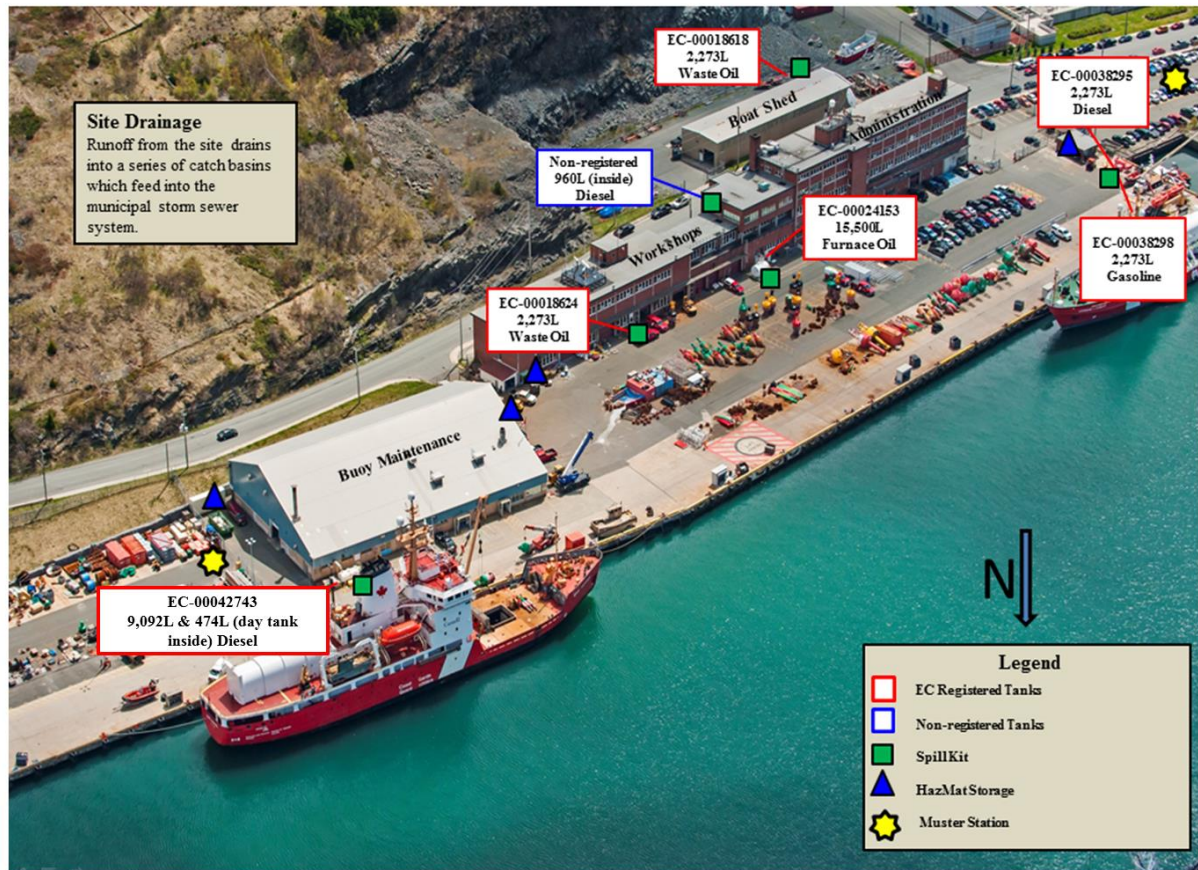 EC-00018618
2,273L
Waste Oil
EC-00038295
2,273L
Diesel
Site Drainage
Runoff from the site drains
into a series of catch basins
which feed into the
municipal storm sewer
system.
Boat Shed
Administration
Non-registered
960L (inside)
Diesel
EC-00024153
15,500L
Furnace Oil
EC-00038298
2,273L
Gasoline
Workshops
EC-00018624
2,273L
Waste Oil
Buoy Maintenance
EC-00042743
9,092L & 474L (day tank
inside) Diesel
N
Legend
EC Registered Tanks
Non-registered Tanks
Spill Kit
HazMat Storage
Muster Station
Canada
Coast Guard